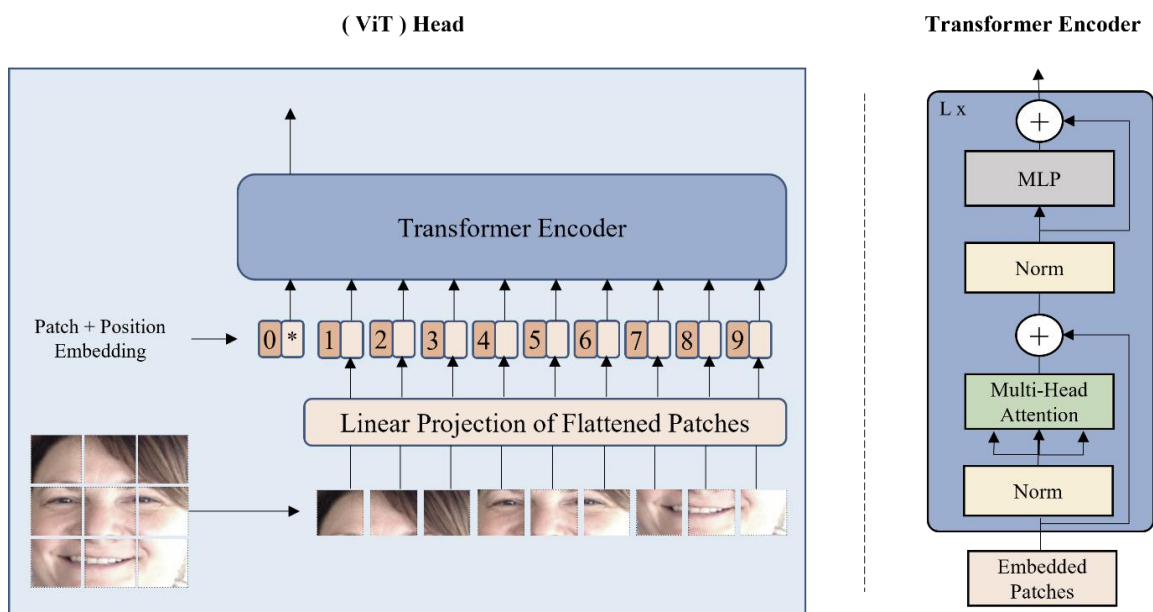 ( ViT ) Head
Transformer Encoder
Transformer Encoder
Patch + Position
Embedding
0 * 1 2 3 4 5 6 7 8 9
Linear Projection of Flattened Patches
L x
+
MLP
Norm
+
Multi-Head
Attention
Norm
Embedded
Patches